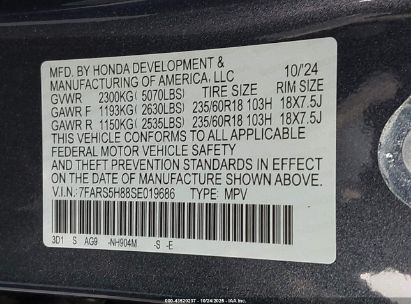 MFD. BY HONDA DEVELOPMENT &
MANUFACTURING OF AMERICA, LLC 10/24
GVWR 2300KG( 5070LBS) TIRE SIZE RIM SIZE
GAWR F 1193KG( 2630LBS) 235/60R18 103H 18X7.5J
GAWR R 1150KG( 2535LBS) 235/60R18 103H 18X7.5J
THIS VEHICLE CONFORMS TO ALL APPLICABLE
FEDERAL MOTOR VEHICLE SAFETY
AND THEFT PREVENTION STANDARDS IN EFFECT
ON THE DATE OF MANUFACTURE SHOWN ABOVE.
V.I.N.: 7FARS5H88SE019686 TYPE: MPV
3D1 S AG9 -NH904M -S -E